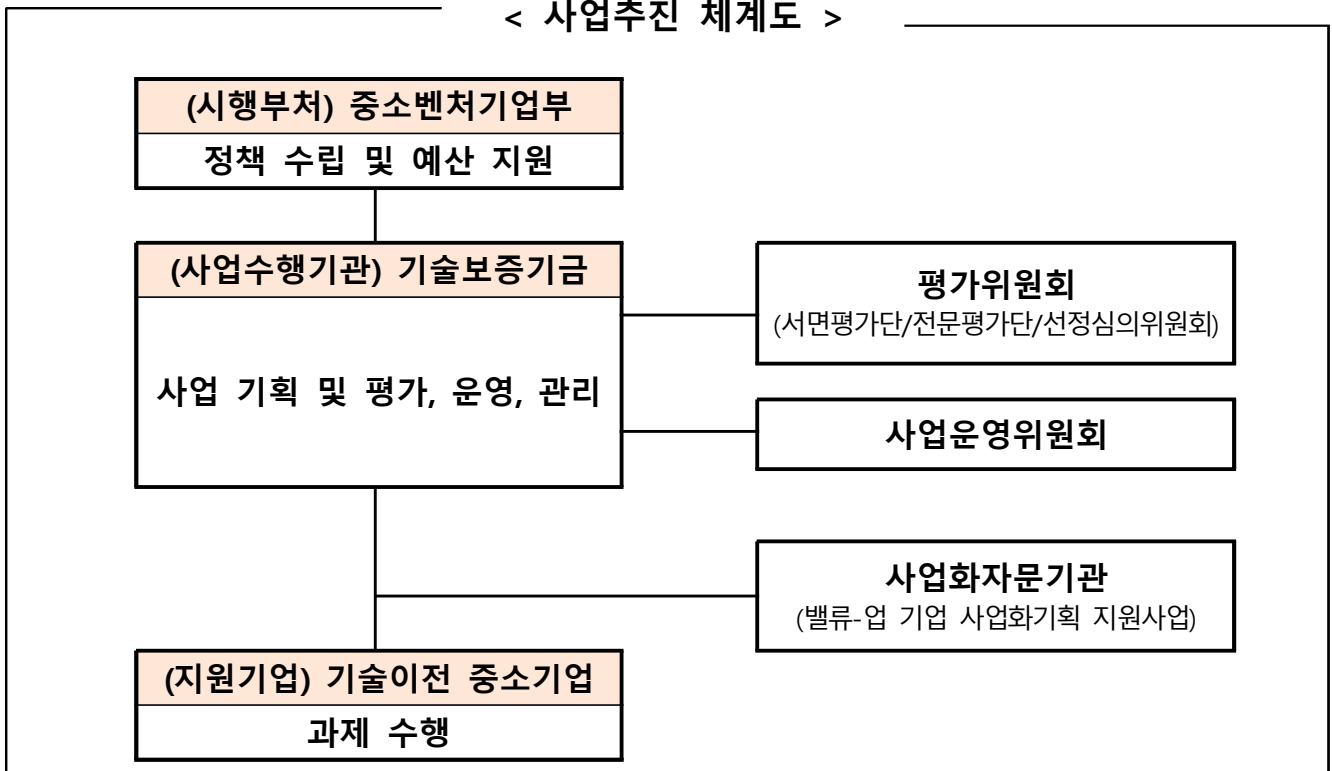 < 사업추진 체계도 >
(시행부처) 중소벤처기업부
정책 수립 및 예산 지원
(사업수행기관) 기술보증기금
사업 기획 및 평가, 운영, 관리
평가위원회
(서면평가단/전문평가단/선정심의위원회)
사업운영위원회
사업화자문기관
(밸류-업 기업 사업화기획 지원사업)
(지원기업) 기술이전 중소기업
과제 수행